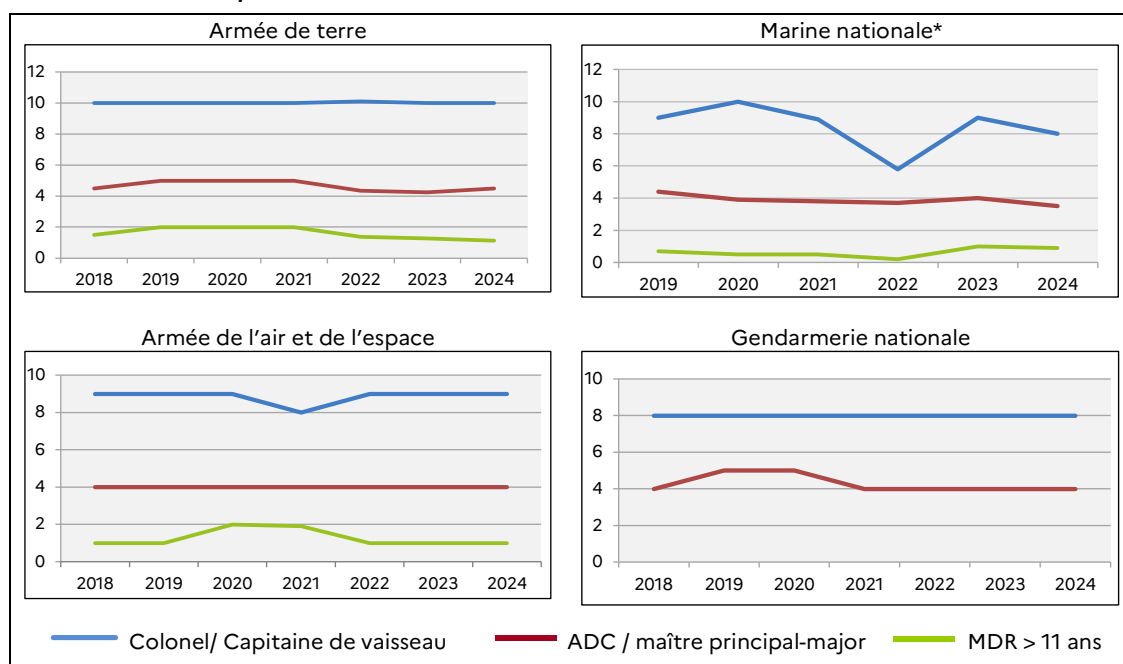 Armée de terre
12
10
8
6
4
2
0
2018 2019 2020 2021 2022 2023 2024
Marine nationale*
12
10
8
6
4
2
0
2019 2020 2021 2022 2023 2024
Armée de l'air et de l'espace
10
8
6
4
2
0
2018 2019 2020 2021 2022 2023 2024
Gendarmerie nationale
10
8
6
4
2
0
2018 2019 2020 2021 2022 2023 2024
Colonel/ Capitaine de vaisseau ADC / maître principal-major MDR > 11 ans